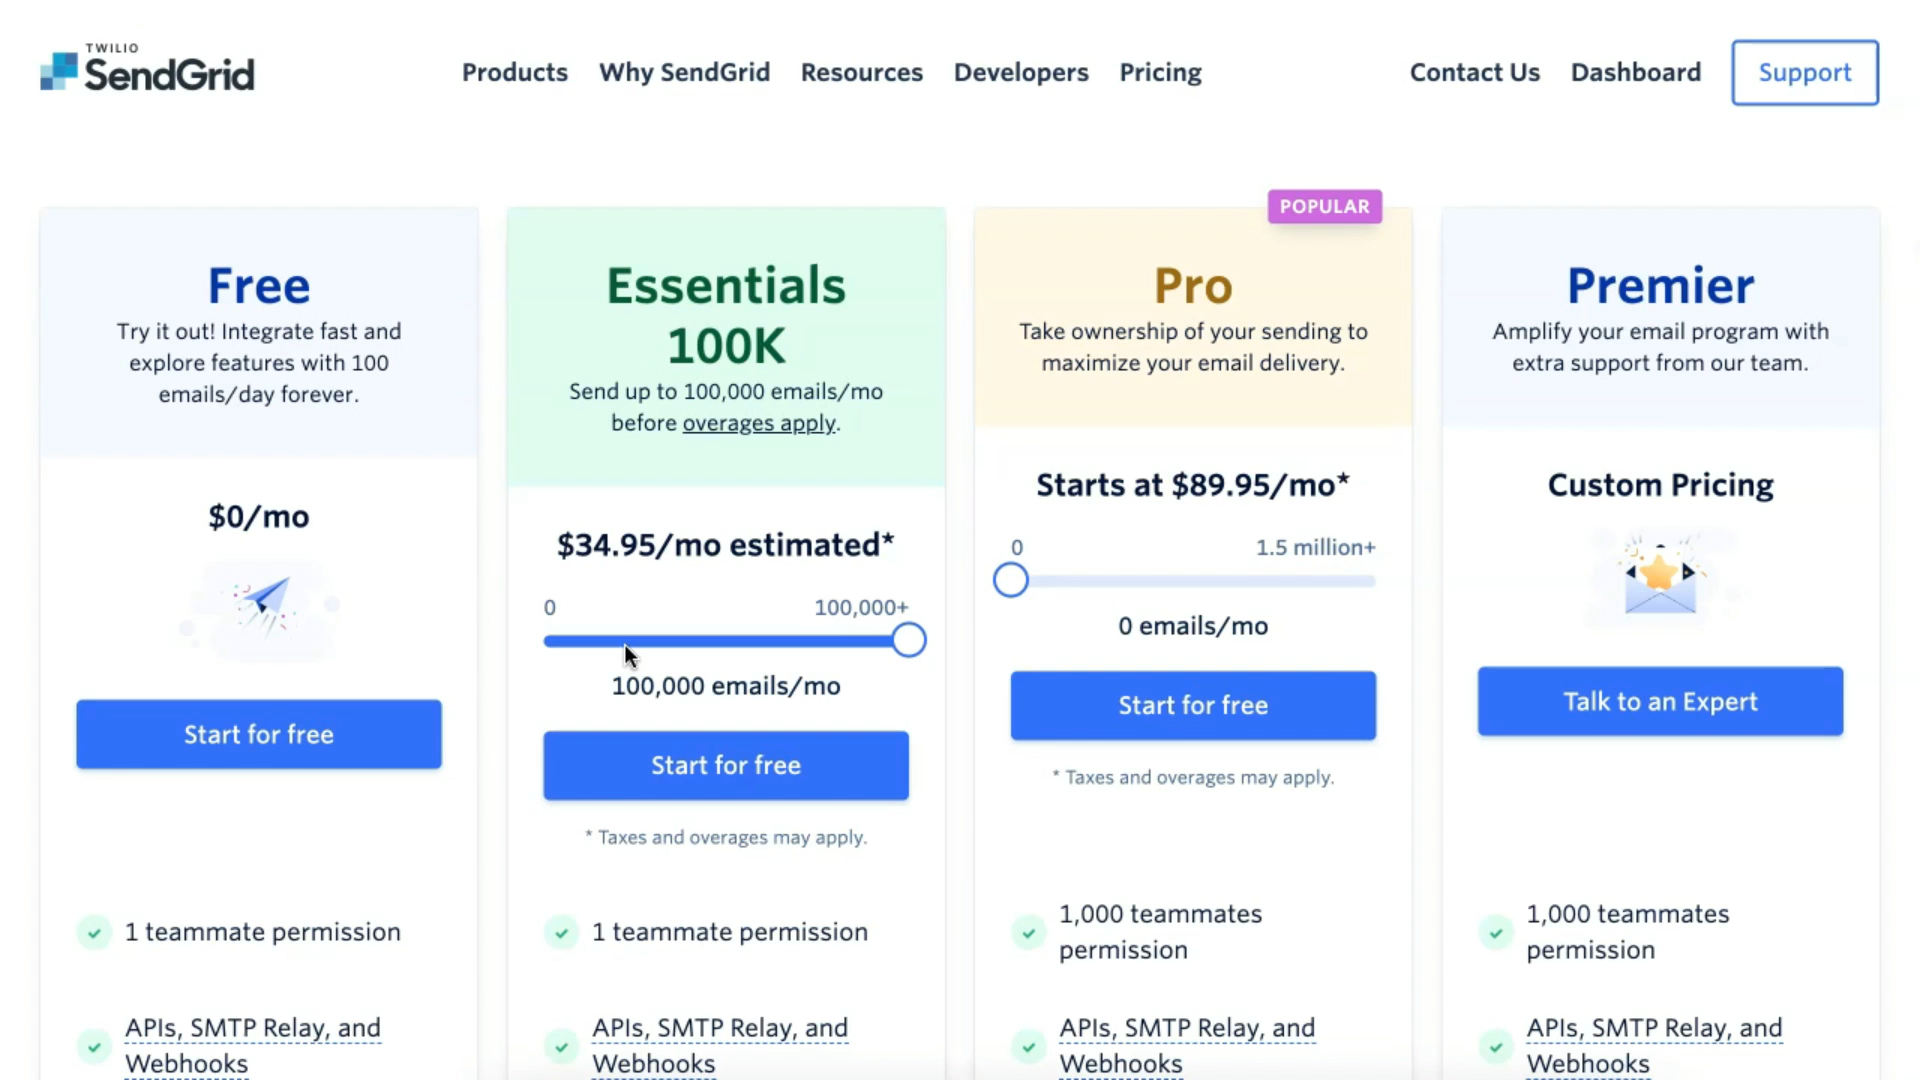 TWILIO
SendGrid
Products
Why SendGrid
Resources
Developers
Pricing
Contact Us
Dashboard
Support
Free
Try it out! Integrate fast and
explore features with 100
emails/day forever.
$0/mo
Start for free
1 teammate permission
APIs, SMTP Relay, and
Webhooks
Essentials
100K
Send up to 100,000 emails/mo
before overages apply.
$34.95/mo estimated*
0
100,000+
100,000 emails/mo
Start for free
* Taxes and overages may apply.
1 teammate permission
APIs, SMTP Relay, and
Webhooks
POPULAR
Pro
Take ownership of your sending to
maximize your email delivery.
Starts at $89.95/mo*
0
1.5 million+
0 emails/mo
Start for free
* Taxes and overages may apply.
1,000 teammates
permission
APIs, SMTP Relay, and
Webhooks
Premier
Amplify your email program with
extra support from our team.
Custom Pricing
Talk to an Expert
1,000 teammates
permission
APIs, SMTP Relay, and
Webhooks